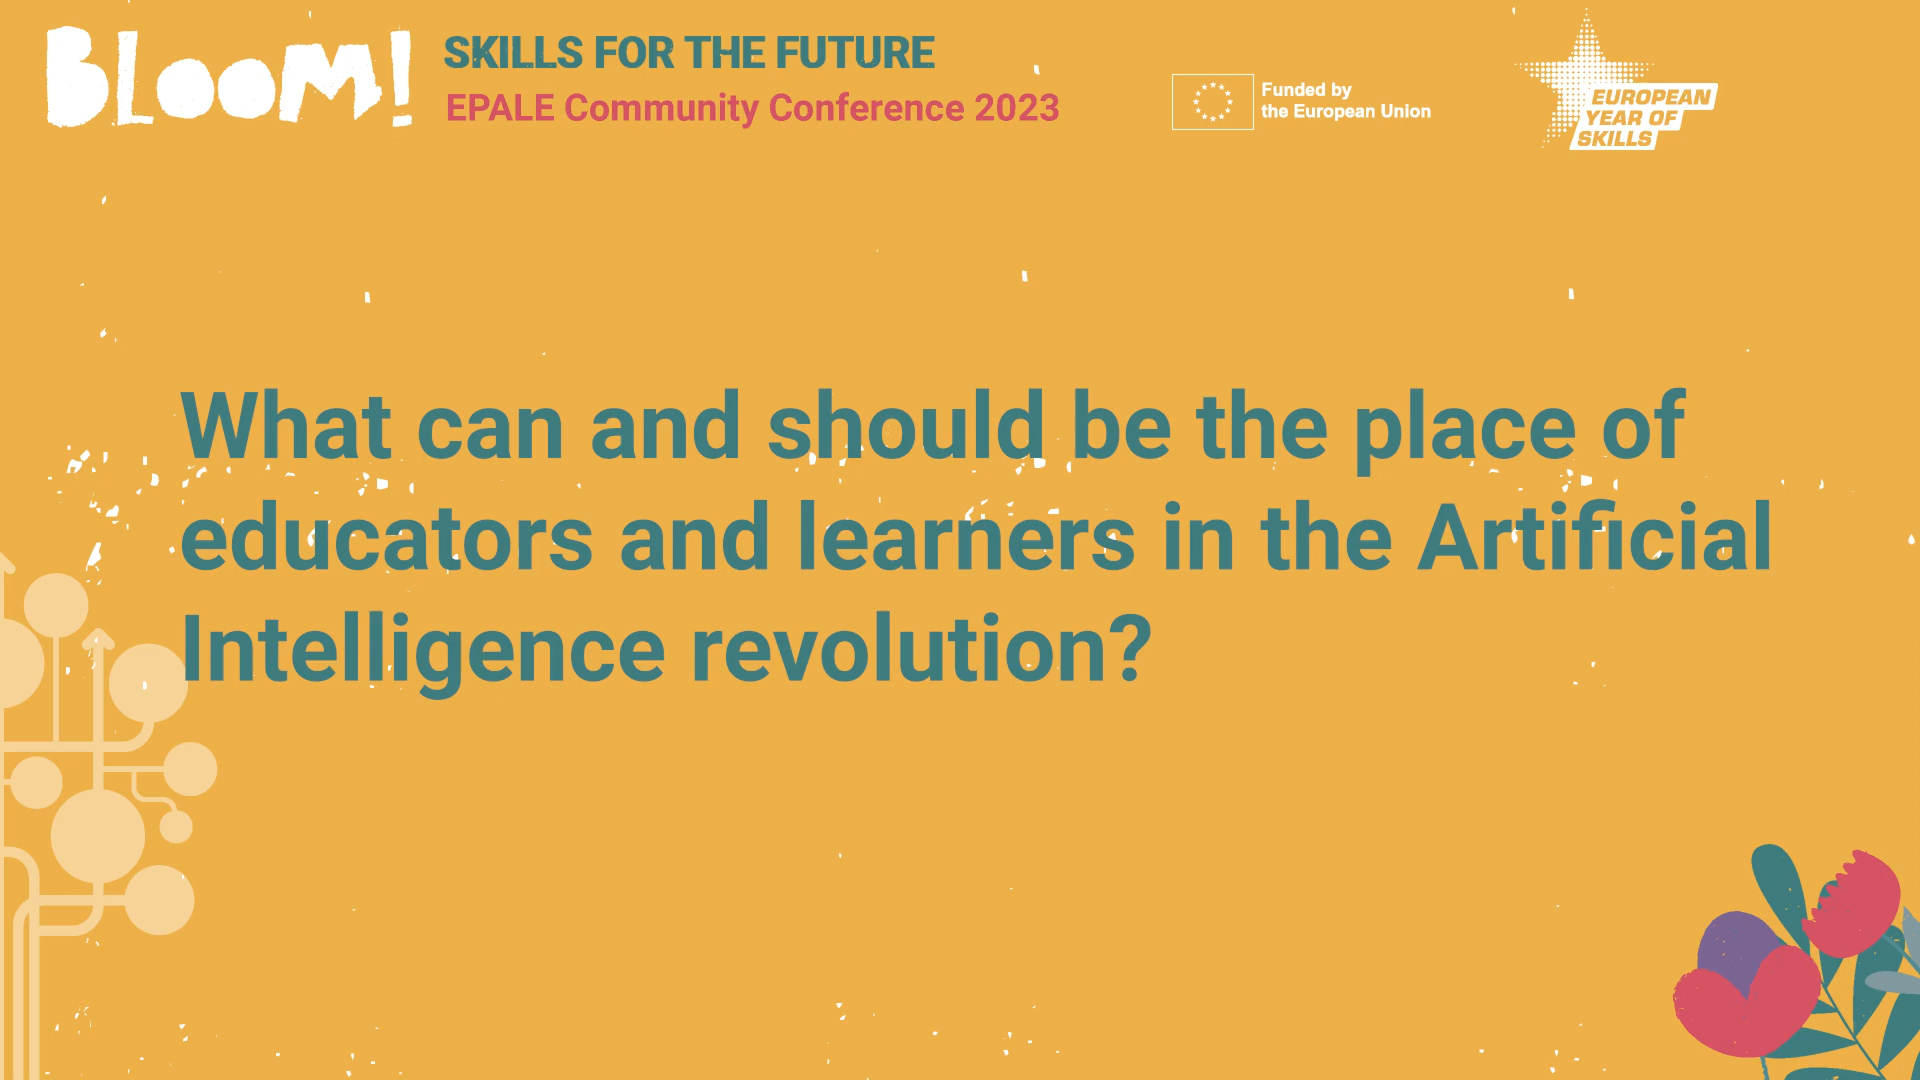 BLOOM!
SKILLS FOR THE FUTURE
EPALE Community Conference 2023
Funded by
the European Union
EUROPEAN
YEAR OF
SKILLS
What can and should be the place of
educators and learners in the Artificial
Intelligence revolution?